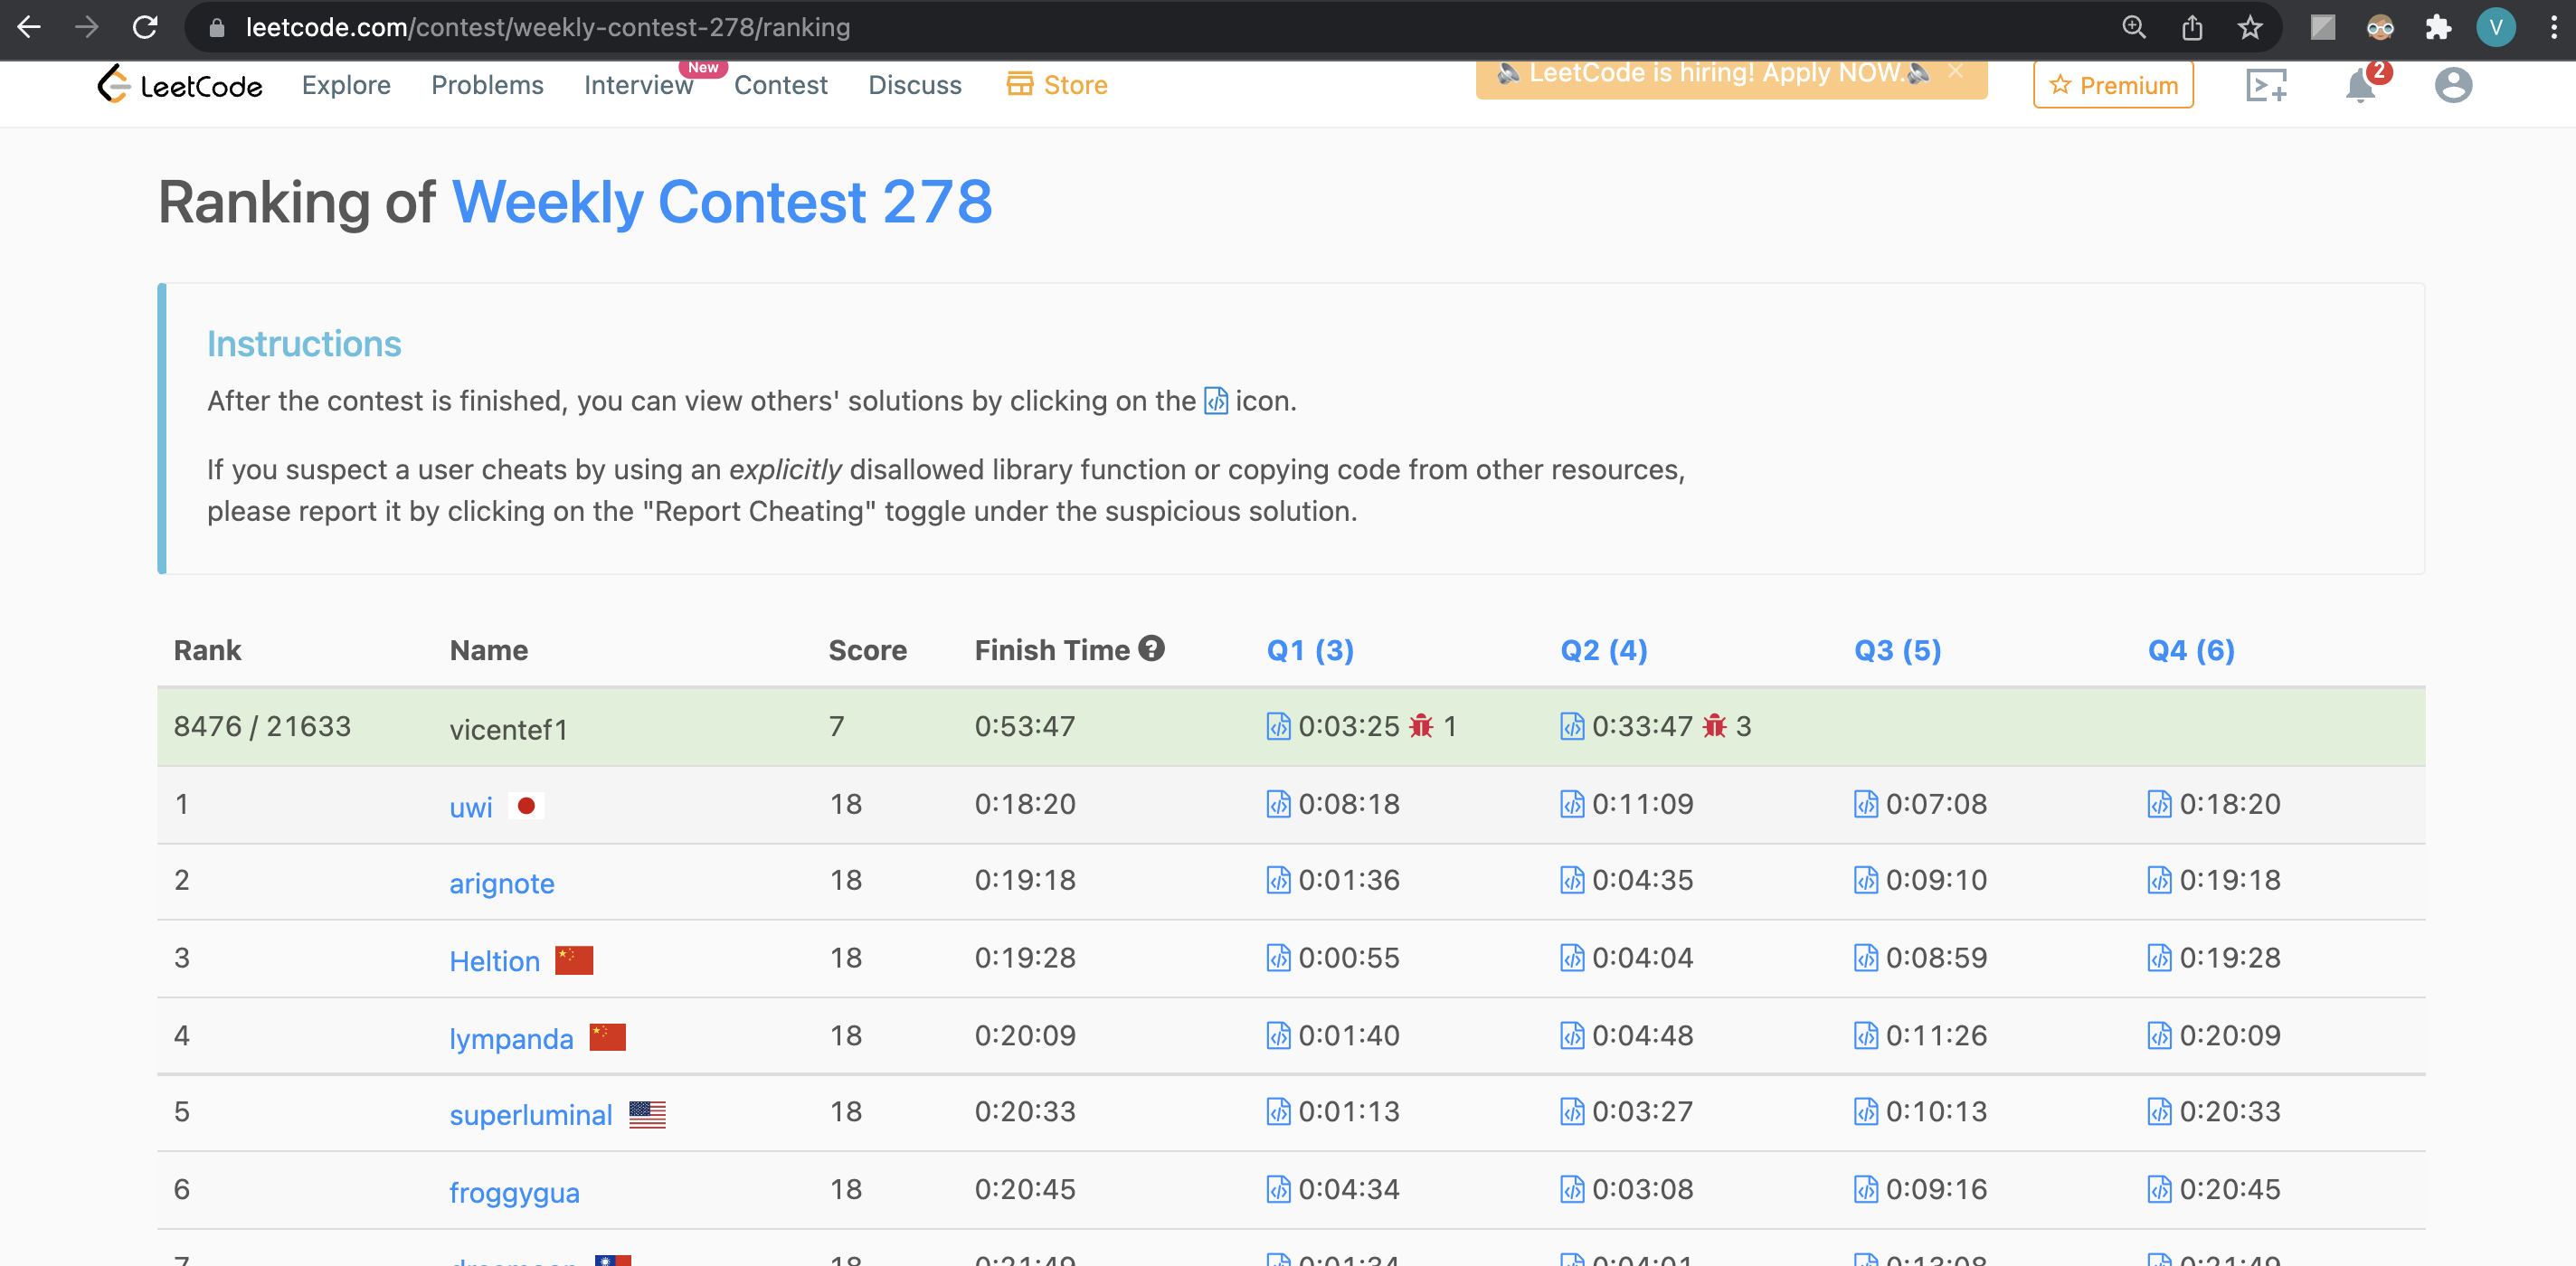 leetcode.com/contest/weekly-contest-278/ranking
V
LeetCode Explore Problems Interview New Contest Discuss Store LeetCode is hiring! Apply NOW. × Premium 2
Ranking of Weekly Contest 278
Instructions
After the contest is finished, you can view others' solutions by clicking on the icon.
If you suspect a user cheats by using an explicitly disallowed library function or copying code from other resources,
please report it by clicking on the "Report Cheating" toggle under the suspicious solution.
Rank Name Score Finish Time ? Q1 (3) Q2 (4) Q3 (5) Q4 (6)
8476 / 21633 vicentef1 7 0:53:47 0:03:25 1 0:33:47 3
1 uwi 18 0:18:20 0:08:18 0:11:09 0:07:08 0:18:20
2 arignote 18 0:19:18 0:01:36 0:04:35 0:09:10 0:19:18
3 Heltion 18 0:19:28 0:00:55 0:04:04 0:08:59 0:19:28
4 lympanda 18 0:20:09 0:01:40 0:04:48 0:11:26 0:20:09
5 superluminal 18 0:20:33 0:01:13 0:03:27 0:10:13 0:20:33
6 froggygua 18 0:20:45 0:04:34 0:03:08 0:09:16 0:20:45
7 18 0:21:49 0:01:34 0:04:01 0:13:08 0:21:49